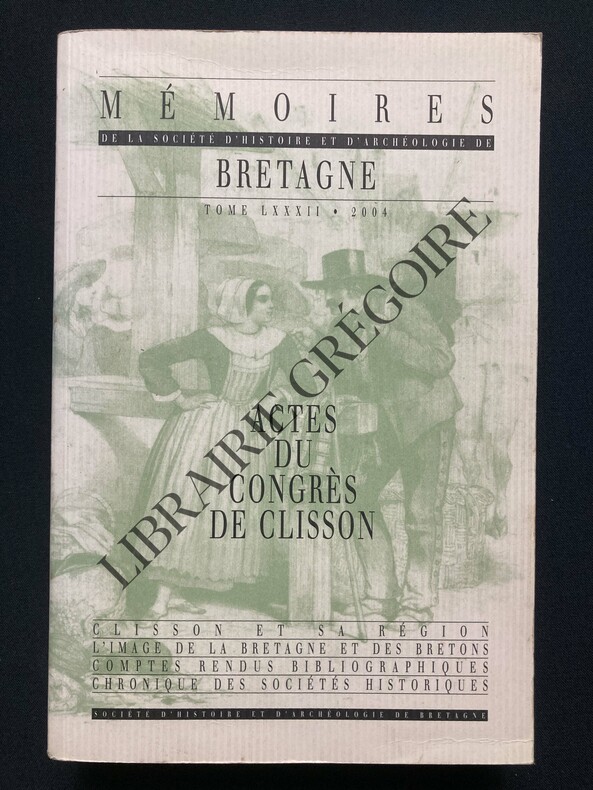 MÉMOIRES
DE LA SOCIÉTÉ D'HISTOIRE ET D'ARCHÉOLOGIE DE
BRETAGNE
TOME LXXXII • 2004
LIBRAIRIE GRÉGOIRE
ACTES
DU
CONGRÈS
DE CLISSON
CLISSON ET SA RÉGION
L'IMAGE DE LA BRETAGNE ET DES BRETONS
COMPTES RENDUS BIBLIOGRAPHIQUES
CHRONIQUE DES SOCIÉTÉS HISTORIQUES
SOCIÉTÉ D'HISTOIRE ET D'ARCHÉOLOGIE DE BRETAGNE